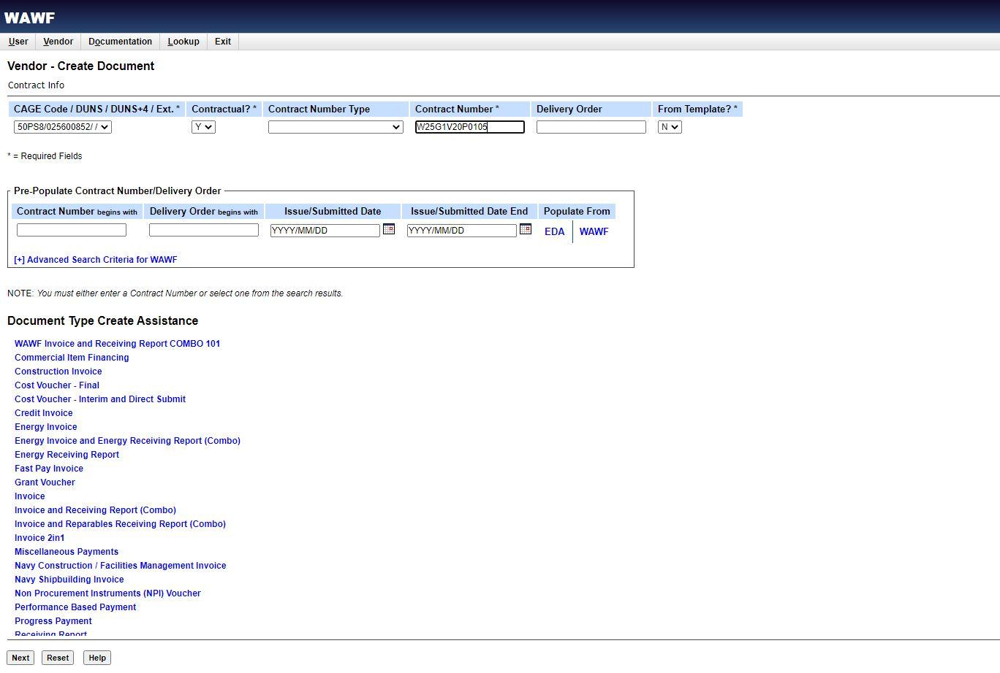 WAWF
User Vendor Documentation Lookup Exit
Vendor - Create Document
Contract Info
CAGE Code / DUNS / DUNS+4 / Ext. * Contractual? * Contract Number Type Contract Number * Delivery Order From Template? *
50PS8/025600852/ / Y W25G1V20P0105 N
* = Required Fields
Pre-Populate Contract Number/Delivery Order
Contract Number begins with Delivery Order begins with Issue/Submitted Date Issue/Submitted Date End Populate From
YYYY/MM/DD YYYY/MM/DD EDA WAWF
[+] Advanced Search Criteria for WAWF
NOTE: You must either enter a Contract Number or select one from the search results.
Document Type Create Assistance
WAWF Invoice and Receiving Report COMBO 101
Commercial Item Financing
Construction Invoice
Cost Voucher - Final
Cost Voucher - Interim and Direct Submit
Credit Invoice
Energy Invoice
Energy Invoice and Energy Receiving Report (Combo)
Energy Receiving Report
Fast Pay Invoice
Grant Voucher
Invoice
Invoice and Receiving Report (Combo)
Invoice and Reparables Receiving Report (Combo)
Invoice 2in1
Miscellaneous Payments
Navy Construction / Facilities Management Invoice
Navy Shipbuilding Invoice
Non Procurement Instruments (NPI) Voucher
Performance Based Payment
Progress Payment
Receiving Report
Next Reset Help